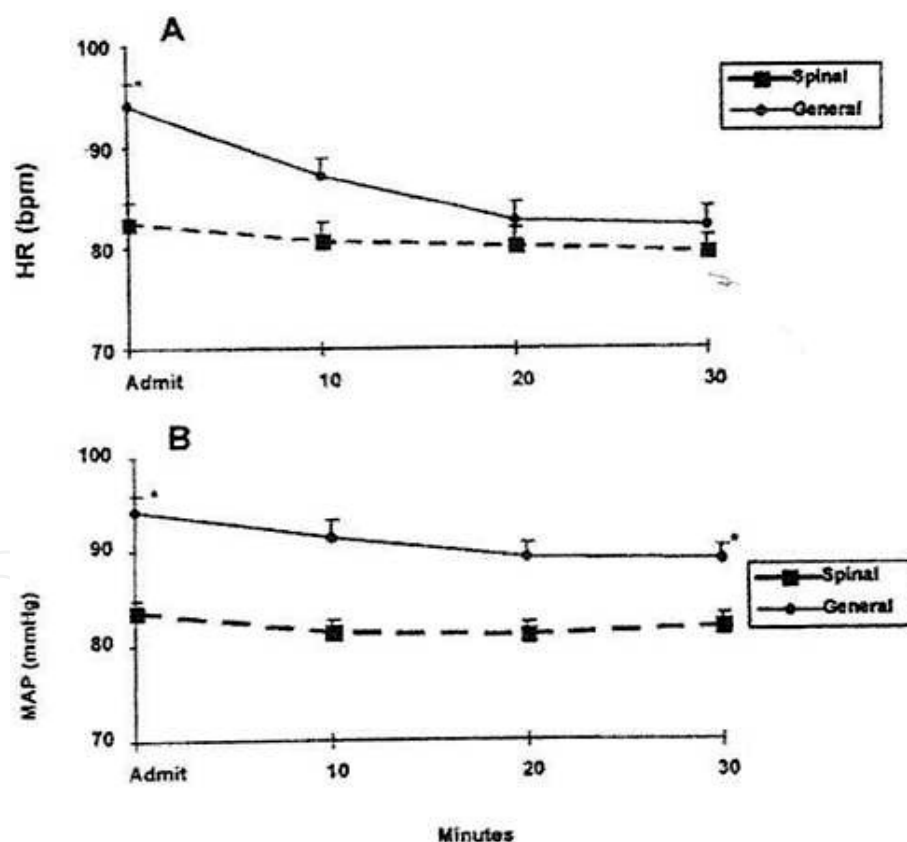 A
100
90
80
70
HR (bpm)
Admit
10
20
30
Spinal
General
B
100
90
80
70
MAP (mmHg)
Admit
10
20
30
Spinal
General
Minutes
*
*
*